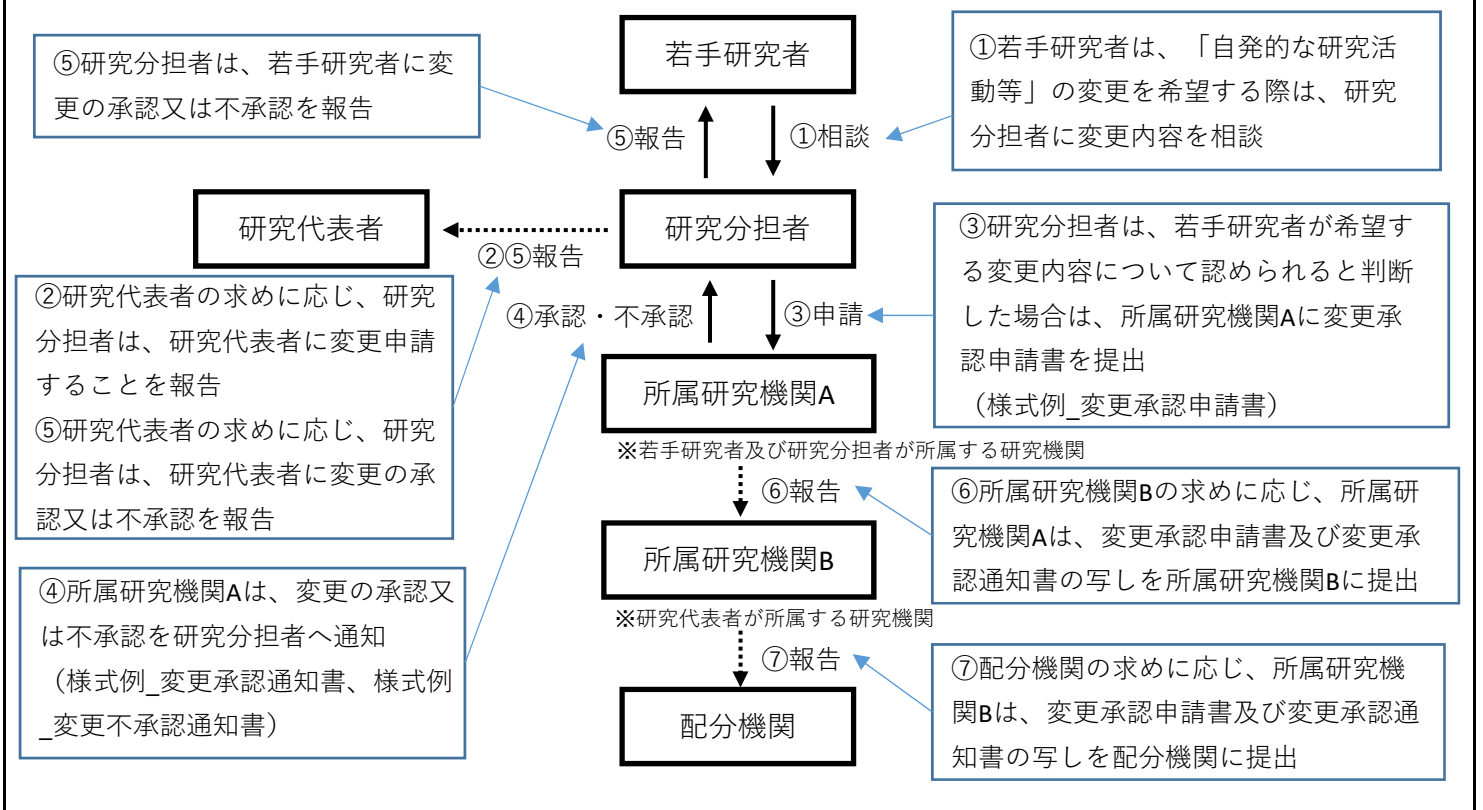 若手研究者
⑤研究分担者は、若手研究者に変
更の承認又は不承認を報告
①若手研究者は、「自発的な研究活
動等」の変更を希望する際は、研究
分担者に変更内容を相談
⑤報告
①相談
研究代表者
研究分担者
②⑤報告
③研究分担者は、若手研究者が希望す
る変更内容について認められると判断
した場合は、所属研究機関Aに変更承
認申請書を提出
（様式例_変更承認申請書）
②研究代表者の求めに応じ、研究
分担者は、研究代表者に変更申請
することを報告
⑤研究代表者の求めに応じ、研究
分担者は、研究代表者に変更の承
認又は不承認を報告
④承認・不承認
③申請
所属研究機関A
※若手研究者及び研究分担者が所属する研究機関
⑥報告
⑥所属研究機関Bの求めに応じ、所属研
究機関Aは、変更承認申請書及び変更承
認通知書の写しを所属研究機関Bに提出
所属研究機関B
※研究代表者が所属する研究機関
④所属研究機関Aは、変更の承認又
は不承認を研究分担者へ通知
（様式例_変更承認通知書、様式例
_変更不承認通知書）
⑦報告
⑦配分機関の求めに応じ、所属研究機
関Bは、変更承認申請書及び変更承認通
知書の写しを配分機関に提出
配分機関